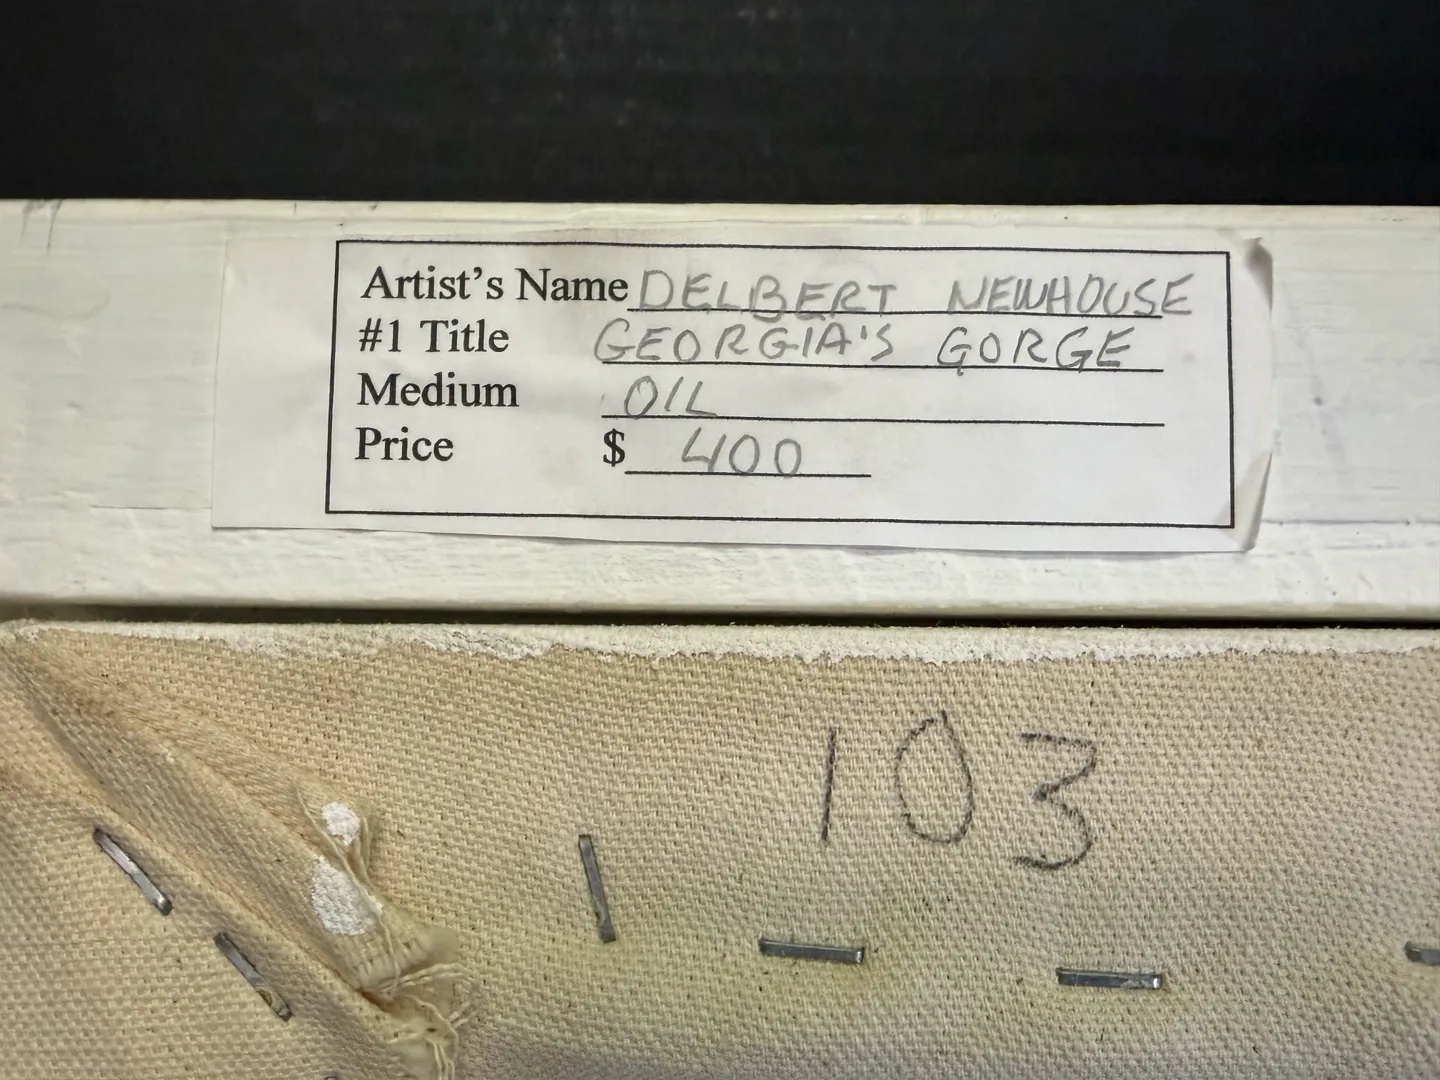 Artist's Name DELBERT NEWHOUSE
#1 Title GEORGIA'S GORGE
Medium OIL
Price $ 400
103